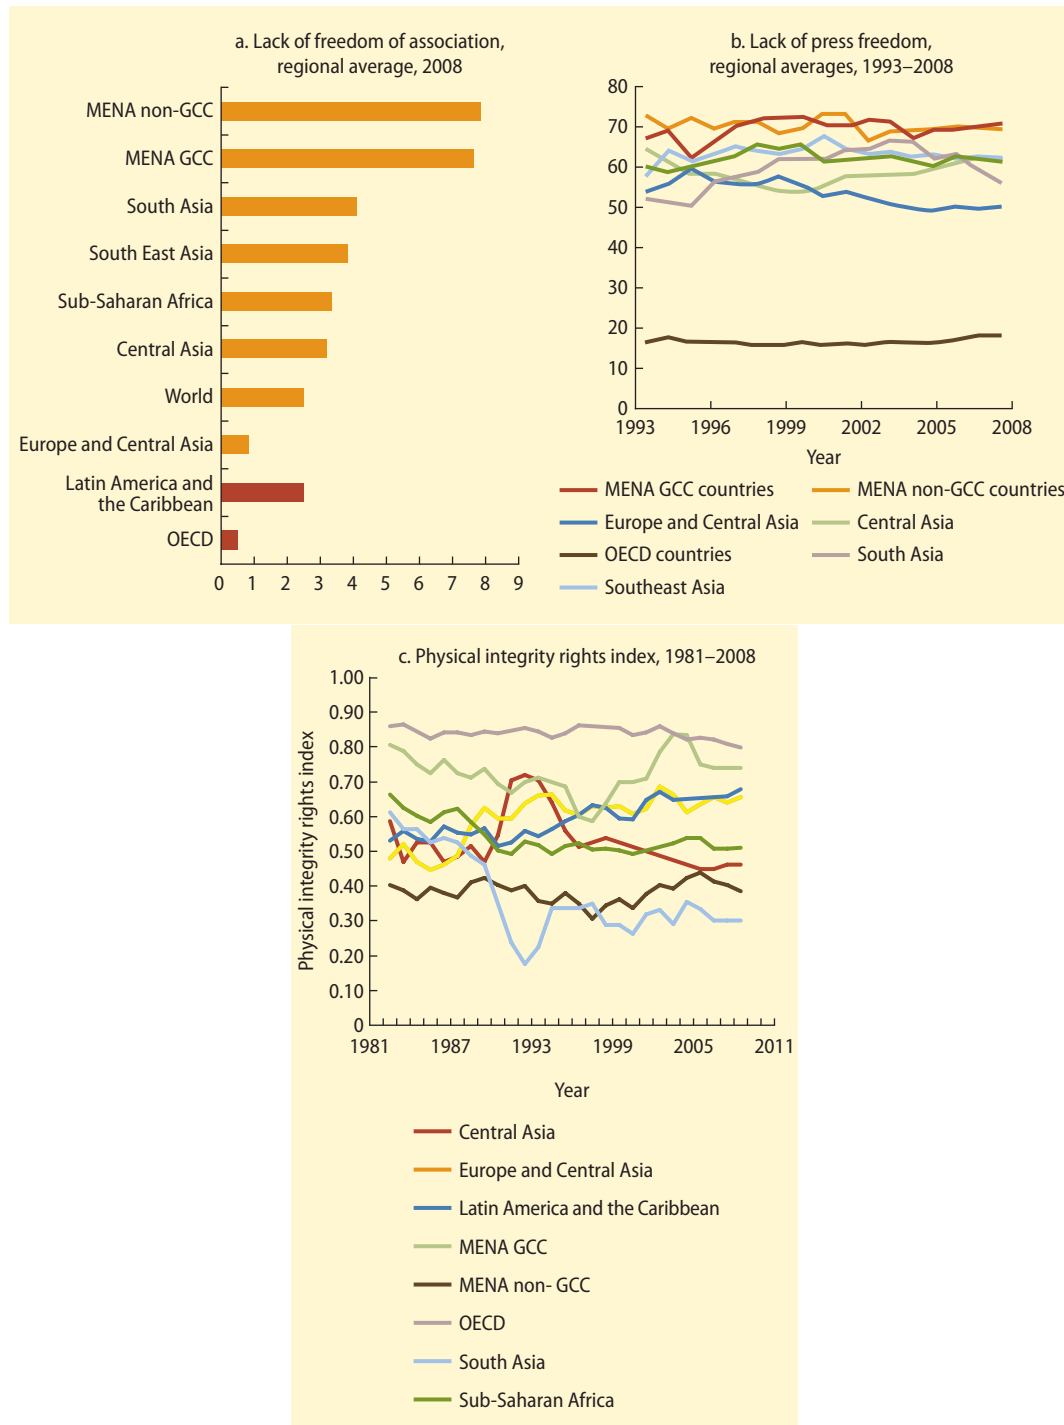 a. Lack of freedom of association,
regional average, 2008
MENA non-GCC
MENA GCC
South Asia
South East Asia
Sub-Saharan Africa
Central Asia
World
Europe and Central Asia
Latin America and
the Caribbean
OECD
0 1 2 3 4 5 6 7 8 9
b. Lack of press freedom,
regional averages, 1993–2008
80
70
60
50
40
30
20
10
0
1993 1996 1999 2002 2005 2008
Year
MENA GCC countries MENA non-GCC countries
Europe and Central Asia Central Asia
OECD countries South Asia
Southeast Asia
c. Physical integrity rights index, 1981–2008
Physical integrity rights index
1.00
0.90
0.80
0.70
0.60
0.50
0.40
0.30
0.20
0.10
0
1981 1987 1993 1999 2005 2011
Year
Central Asia
Europe and Central Asia
Latin America and the Caribbean
MENA GCC
MENA non- GCC
OECD
South Asia
Sub-Saharan Africa